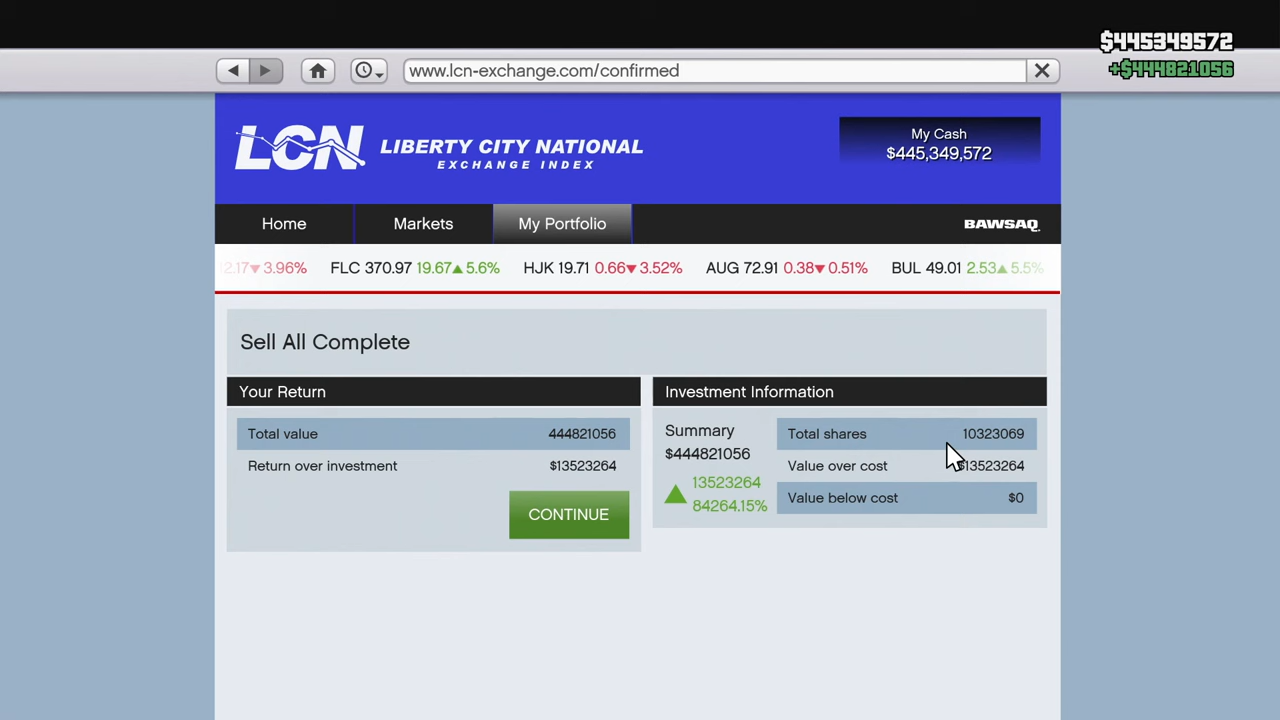 $445349572
+$444821056
www.lcn-exchange.com/confirmed
LCN LIBERTY CITY NATIONAL
EXCHANGE INDEX
My Cash
$445,349,572
Home Markets My Portfolio BAWSAQ
2.17▼3.96% FLC 370.97 19.67▲5.6% HJK 19.71 0.66▼3.52% AUG 72.91 0.38▼0.51% BUL 49.01 2.53▲5.5%
Sell All Complete
Your Return
Total value 444821056
Return over investment $13523264
CONTINUE
Investment Information
Summary
$444821056
▲ 13523264
84264.15%
Total shares 10323069
Value over cost $13523264
Value below cost $0